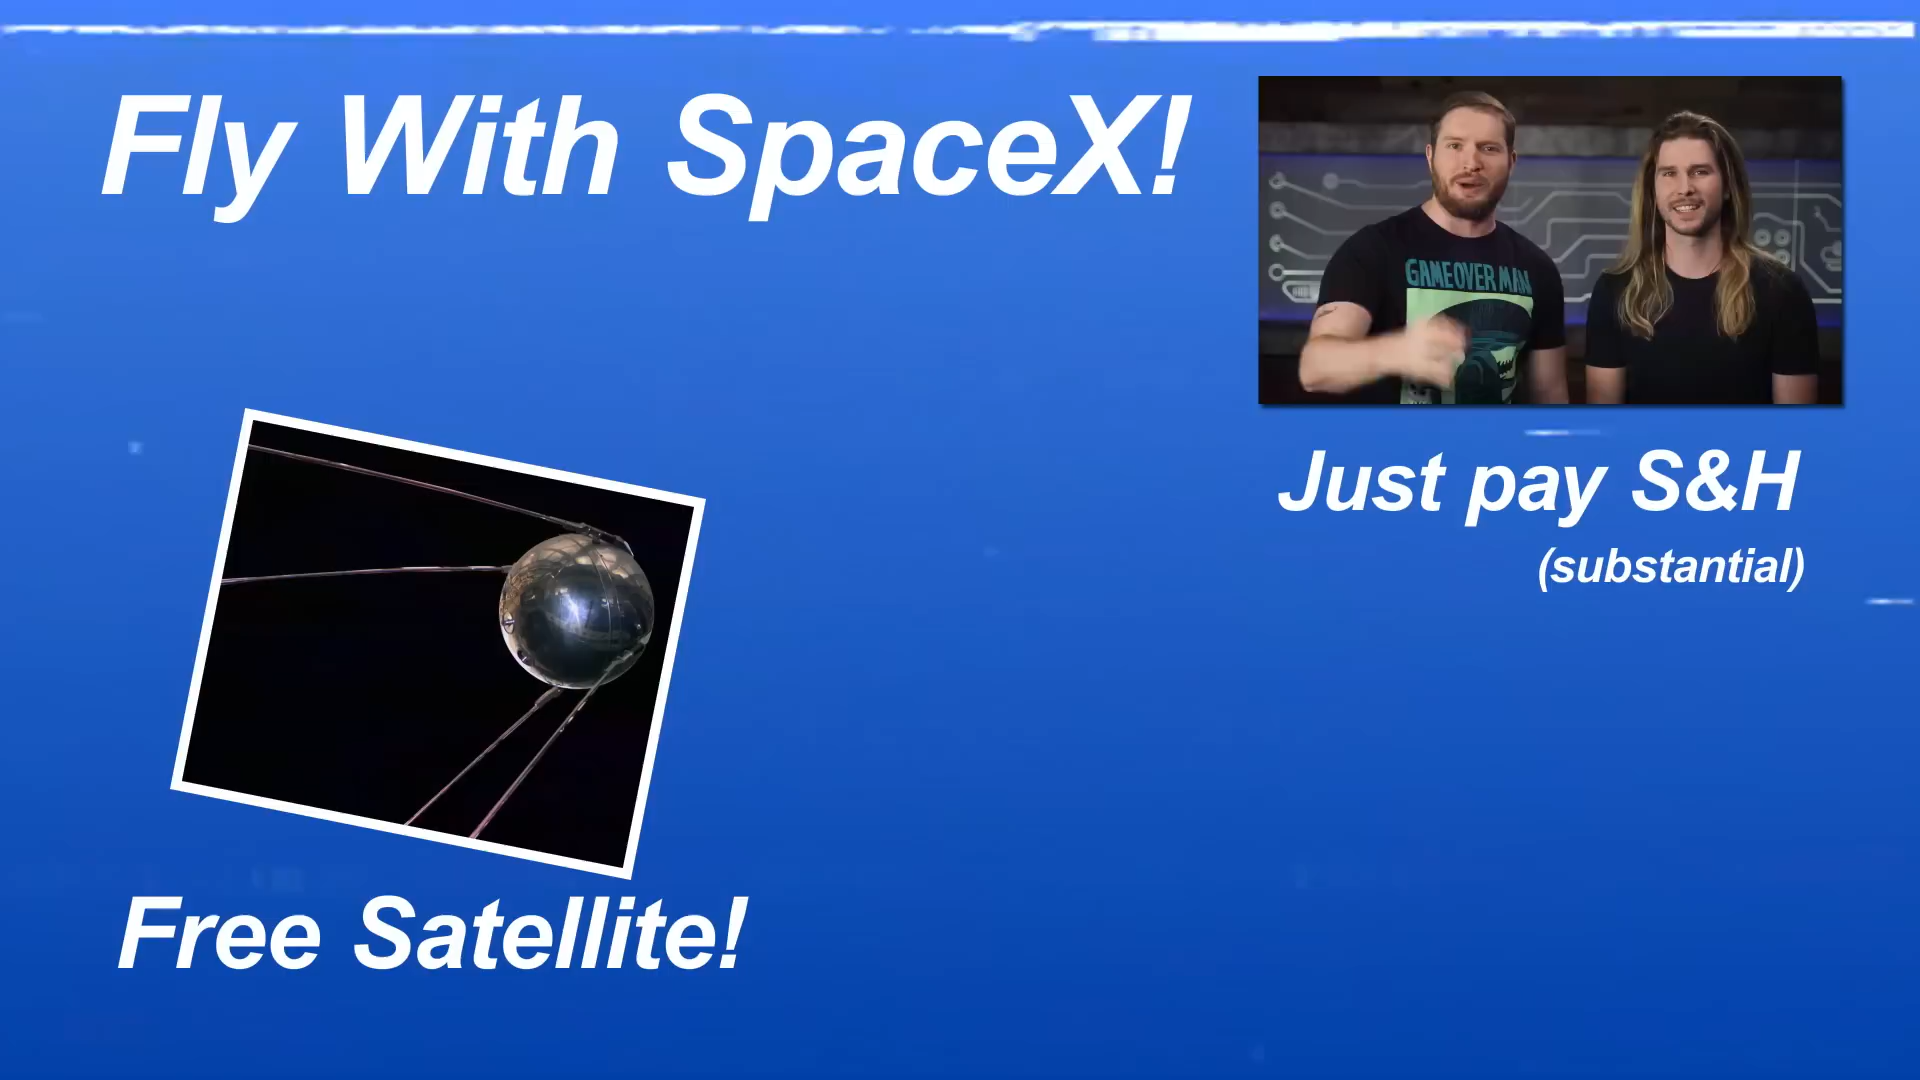 Fly With SpaceX!
GAME OVER MAN
Just pay S&H
(substantial)
Free Satellite!